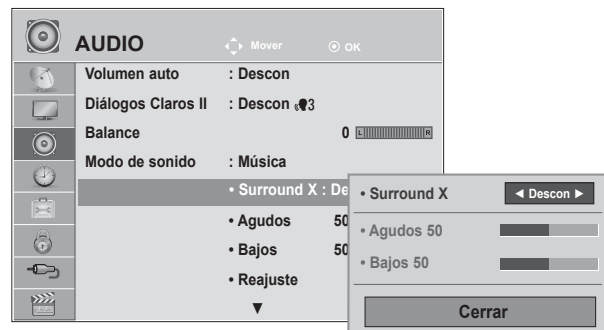 AUDIO Mover OK
Volumen auto : Descon
Diálogos Claros II : Descon 3
Balance 0 L R
Modo de sonido : Música
• Surround X : De
• Agudos 50
• Bajos 50
• Reajuste
▼
• Surround X ◄ Descon ►
• Agudos 50
• Bajos 50
Cerrar